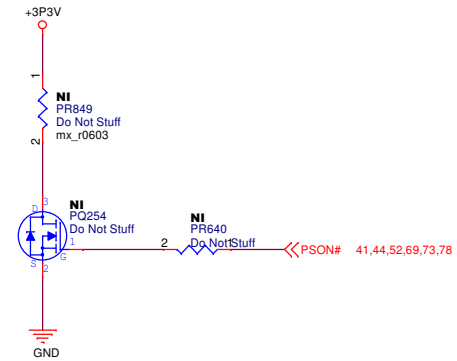 +3P3V
1
NI
PR849
Do Not Stuff
mx_r0603
2
D 3
NI
PQ254
Do Not Stuff
1
G
S 2
NI
PR640
Do Not Stuff
2 1
PSON# 41,44,52,69,73,78
GND